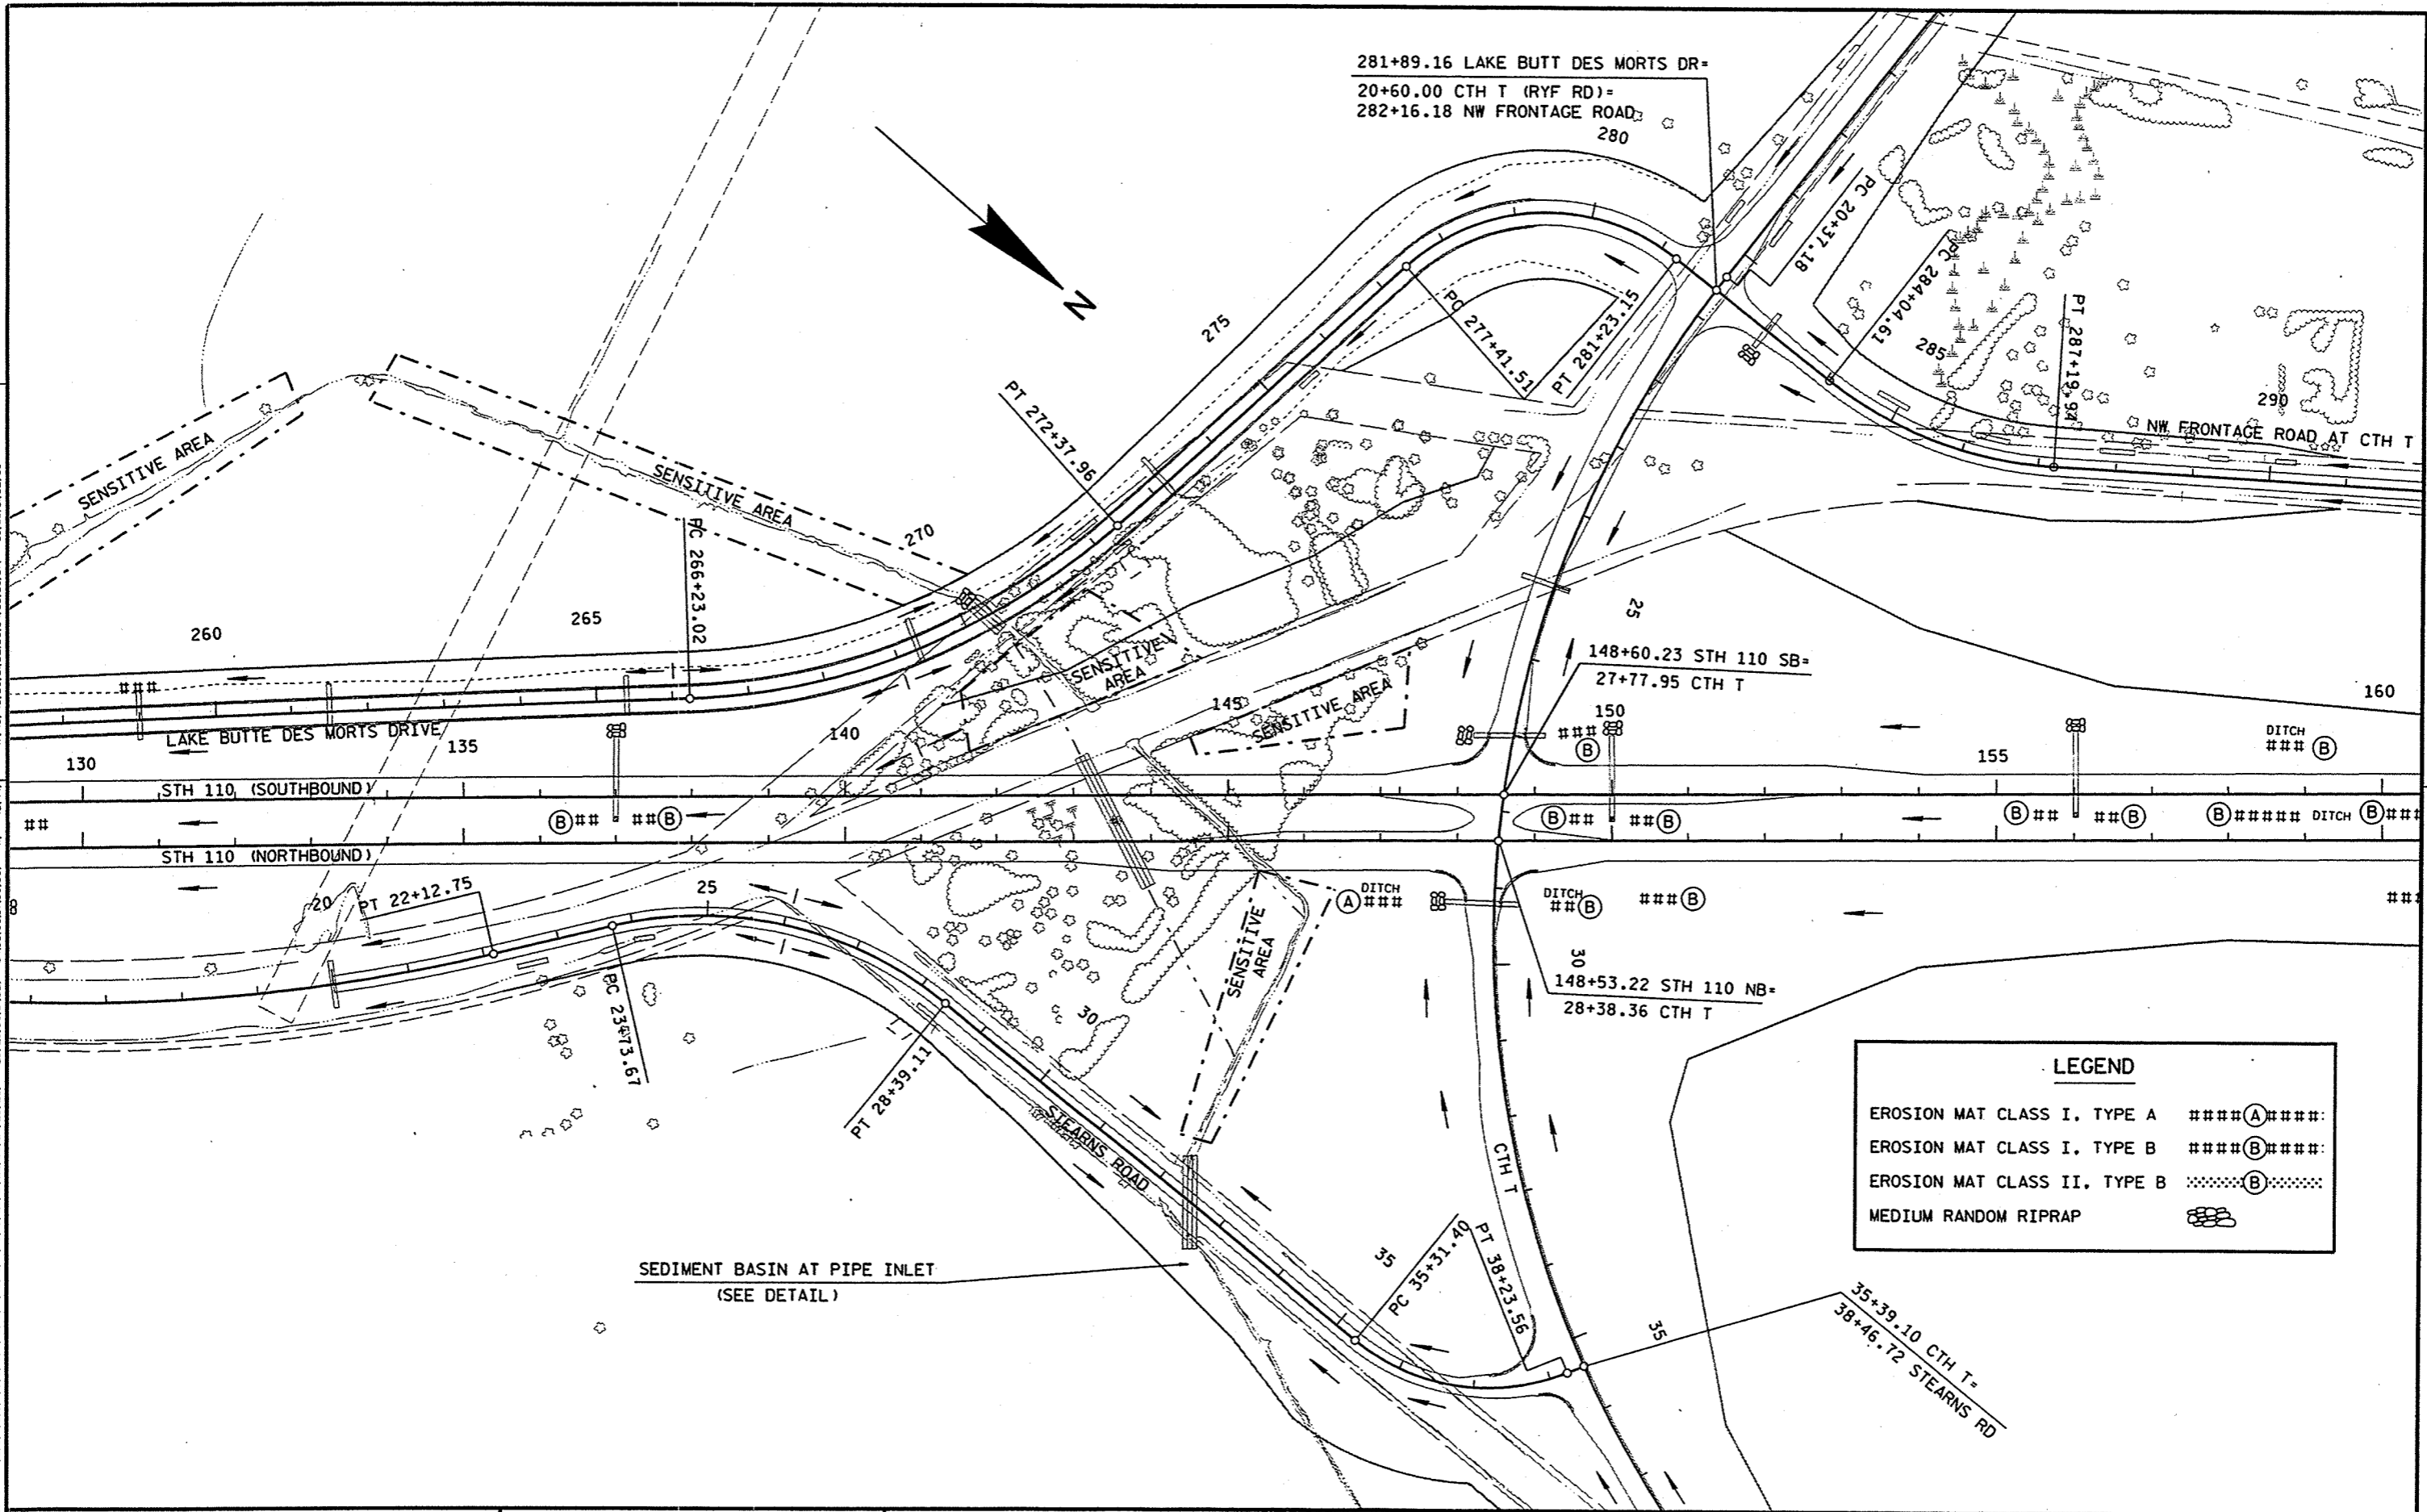 281+89.16 LAKE BUTT DES MORTS DR=
20+60.00 CTH T (RYF RD)=
282+16.18 NW FRONTAGE ROAD
280
PC 20+37.18
PC 284+04.61
N
275
PC 277+41.51
PT 281+23.15
285
PT 287+19.94
290
NW FRONTAGE ROAD AT CTH T
PT 272+37.96
SENSITIVE AREA
SENSITIVE AREA
270
PC 266+23.02
260
265
25
SENSITIVE
AREA
148+60.23 STH 110 SB=
27+77.95 CTH T
145
SENSITIVE AREA
150
160
###
LAKE BUTTE DES MORTS DRIVE
135
140
### B
DITCH
### B
130
155
STH 110 (SOUTHBOUND)
##
B ##
## B
B ##
## B
B ##
## B
B ##### DITCH B ###
STH 110 (NORTHBOUND)
8
20
PT 22+12.75
25
DITCH
A ###
DITCH
## B
### B
###
SENSITIVE
AREA
PC 23+73.67
30
30
148+53.22 STH 110 NB=
28+38.36 CTH T
PT 28+39.11
STEARNS ROAD
CTH T
LEGEND
EROSION MAT CLASS I, TYPE A ####A####
EROSION MAT CLASS I, TYPE B ####B####
EROSION MAT CLASS II, TYPE B B
MEDIUM RANDOM RIPRAP
SEDIMENT BASIN AT PIPE INLET
(SEE DETAIL)
35
PC 35+31.40
PT 38+23.56
35
35+39.10 CTH T=
38+46.72 STEARNS RD